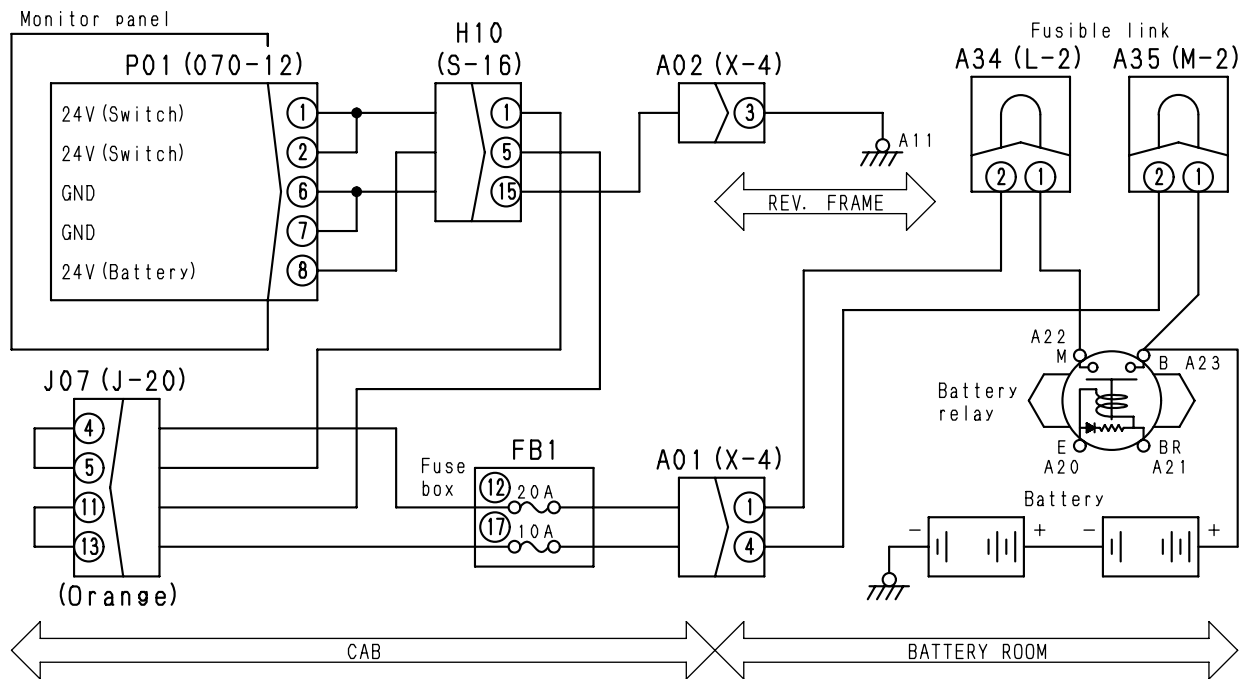 Monitor panel
P01 (070-12)
24V (Switch)
24V (Switch)
GND
GND
24V (Battery)
1
2
6
7
8
H10
(S-16)
1
5
15
A02 (X-4)
3
A11
REV. FRAME
Fusible link
A34 (L-2)
A35 (M-2)
2
1
2
1
A22
M
B
A23
Battery
relay
E
A20
BR
A21
J07 (J-20)
4
5
11
13
(Orange)
Fuse
box
FB1
12
20A
17
10A
A01 (X-4)
1
4
Battery
-
+
-
+
CAB
BATTERY ROOM